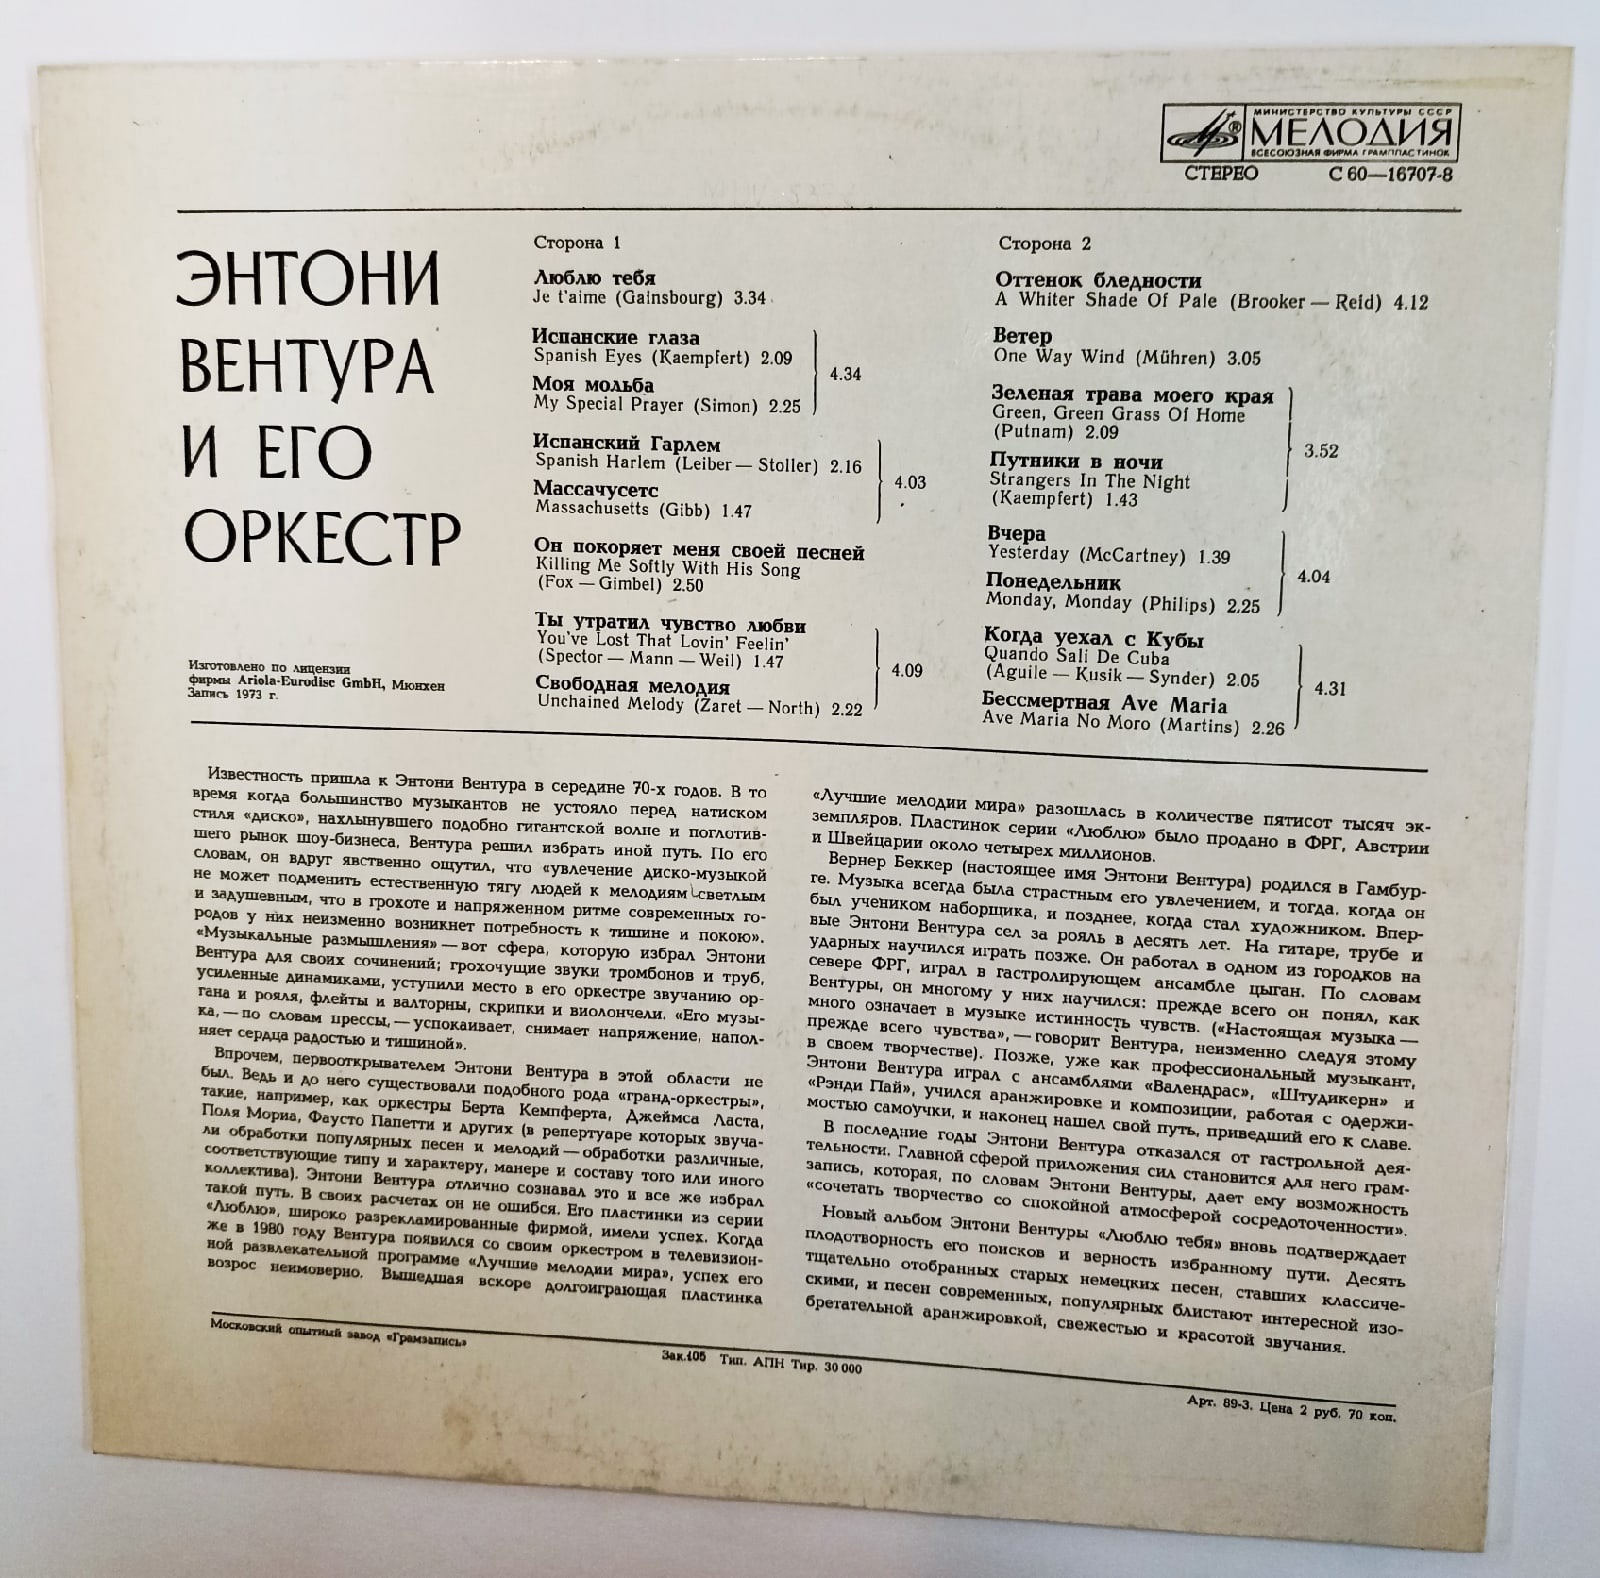 МИНИСТЕРСТВО КУЛЬТУРЫ СССР
МЕЛОДИЯ
ВСЕСОЮЗНАЯ ФИРМА ГРАМПЛАСТИНОК
СТЕРЕО С 60—16707-8
ЭНТОНИ
ВЕНТУРА
И ЕГО
ОРКЕСТР
Изготовлено по лицензии
фирмы Ariola-Eurodisc GmbH, Мюнхен
Запись 1973 г.
Сторона 1
Люблю тебя
Je t'aime (Gainsbourg) 3.34
Испанские глаза
Spanish Eyes (Kaempfert) 2.09
4.34
Моя мольба
My Special Prayer (Simon) 2.25
Испанский Гарлем
Spanish Harlem (Leiber — Stoller) 2.16
4.03
Массачусетс
Massachusetts (Gibb) 1.47
Он покоряет меня своей песней
Killing Me Softly With His Song
(Fox — Gimbel) 2.50
Ты утратил чувство любви
You've Lost That Lovin' Feelin'
(Spector — Mann — Weil) 1.47
4.09
Свободная мелодия
Unchained Melody (Zaret — North) 2.22
Сторона 2
Оттенок бледности
A Whiter Shade Of Pale (Brooker — Reid) 4.12
Ветер
One Way Wind (Mühren) 3.05
Зеленая трава моего края
Green, Green Grass Of Home
(Putnam) 2.09
3.52
Путники в ночи
Strangers In The Night
(Kaempfert) 1.43
Вчера
Yesterday (McCartney) 1.39
4.04
Понедельник
Monday, Monday (Philips) 2.25
Когда уехал с Кубы
Quando Sali De Cuba
(Aguile — Kusik — Synder) 2.05
4.31
Бессмертная Ave Maria
Ave Maria No Moro (Martins) 2.26
Известность пришла к Энтони Вентура в середине 70-х годов. В то
время когда большинство музыкантов не устояло перед натиском
стиля «диско», нахлынувшего подобно гигантской волне и поглотив-
шего рынок шоу-бизнеса, Вентура решил избрать иной путь. По его
словам, он вдруг явственно ощутил, что «увлечение диско-музыкой
не может подменить естественную тягу людей к мелодиям светлым
и задушевным, что в грохоте и напряженном ритме современных го-
родов у них неизменно возникнет потребность к тишине и покою».
«Музыкальные размышления» — вот сфера, которую избрал Энтони
Вентура для своих сочинений; грохочущие звуки тромбонов и труб,
усиленные динамиками, уступили место в его оркестре звучанию ор-
гана и рояля, флейты и валторны, скрипки и виолончели. «Его музы-
ка, — по словам прессы, — успокаивает, снимает напряжение, напол-
няет сердца радостью и тишиной».
Впрочем, первооткрывателем Энтони Вентура в этой области не
был. Ведь и до него существовали подобного рода «гранд-оркестры»,
такие, например, как оркестры Берта Кемпферта, Джеймса Ласта,
Поля Мориа, Фаусто Папетти и других (в репертуаре которых звуча-
ли обработки популярных песен и мелодий — обработки различные,
соответствующие типу и характеру, манере и составу того или иного
коллектива). Энтони Вентура отлично сознавал это и все же избрал
такой путь. В своих расчетах он не ошибся. Его пластинки из серии
«Люблю», широко разрекламированные фирмой, имели успех. Когда
же в 1980 году Вентура появился со своим оркестром в телевизион-
ной развлекательной программе «Лучшие мелодии мира», успех его
возрос неимоверно. Вышедшая вскоре долгоиграющая пластинка
«Лучшие мелодии мира» разошлась в количестве пятисот тысяч эк-
земпляров. Пластинок серии «Люблю» было продано в ФРГ, Австрии
и Швейцарии около четырех миллионов.
Вернер Беккер (настоящее имя Энтони Вентура) родился в Гамбур-
ге. Музыка всегда была страстным его увлечением, и тогда, когда он
был учеником наборщика, и позднее, когда стал художником. Впер-
вые Энтони Вентура сел за рояль в десять лет. На гитаре, трубе и
ударных научился играть позже. Он работал в одном из городков на
севере ФРГ, играл в гастролирующем ансамбле цыган. По словам
Вентуры, он многому у них научился: прежде всего он понял, как
много означает в музыке истинность чувств. («Настоящая музыка —
прежде всего чувства», — говорит Вентура, неизменно следуя этому
в своем творчестве). Позже, уже как профессиональный музыкант,
Энтони Вентура играл с ансамблями «Валендрас», «Штудикерн» и
«Рэнди Пай», учился аранжировке и композиции, работая с одержи-
мостью самоучки, и наконец нашел свой путь, приведший его к славе.
В последние годы Энтони Вентура отказался от гастрольной дея-
тельности. Главной сферой приложения сил становится для него грам-
запись, которая, по словам Энтони Вентуры, дает ему возможность
«сочетать творчество со спокойной атмосферой сосредоточенности».
Новый альбом Энтони Вентуры «Люблю тебя» вновь подтверждает
плодотворность его поисков и верность избранному пути. Десять
тщательно отобранных старых немецких песен, ставших классиче-
скими, и песен современных, популярных блистают интересной изо-
бретательной аранжировкой, свежестью и красотой звучания.
Московский опытный завод «Грамзапись»
Зак.105 Тип. АПН Тир. 30 000
Арт. 89-3. Цена 2 руб. 70 коп.